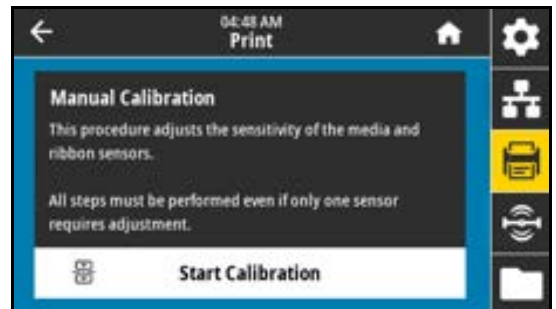 04:48 AM
Print
Manual Calibration
This procedure adjusts the sensitivity of the media and
ribbon sensors.
All steps must be performed even if only one sensor
requires adjustment.
Start Calibration